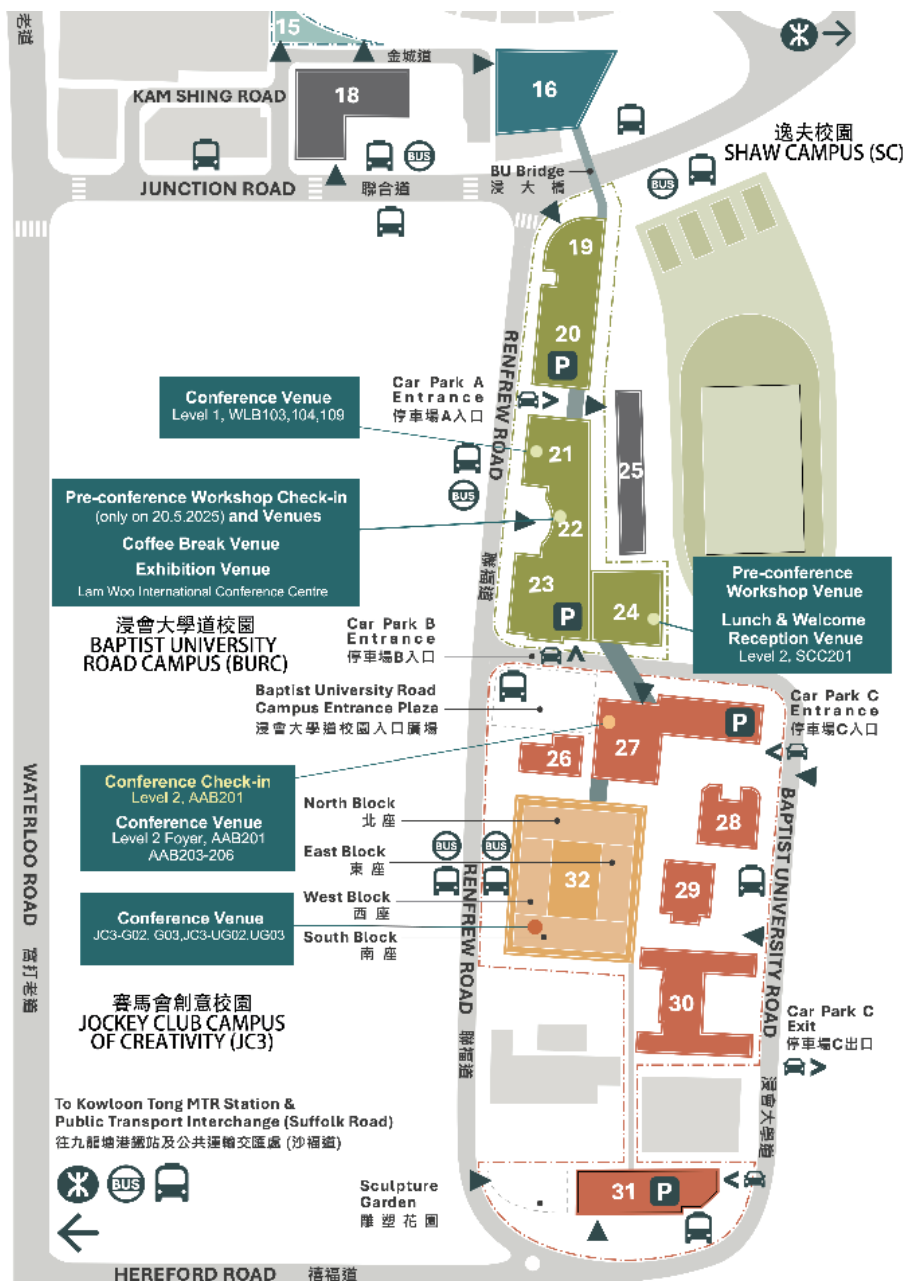 老道
15
金城道
KAM SHING ROAD
18
16
BUS
JUNCTION ROAD
聯合道
BU Bridge
浸大橋
BUS
逸夫校園
SHAW CAMPUS (SC)
19
20
P
RENFREW ROAD
Car Park A
Entrance
停車場A入口
Conference Venue
Level 1, WLB103,104,109
21
25
BUS
Pre-conference Workshop Check-in
(only on 20.5.2025) and Venues
Coffee Break Venue
Exhibition Venue
Lam Woo International Conference Centre
22
23
P
24
聯福道
Pre-conference
Workshop Venue
Lunch & Welcome
Reception Venue
Level 2, SCC201
浸會大學道校園
BAPTIST UNIVERSITY
ROAD CAMPUS (BURC)
Car Park B
Entrance
停車場B入口
Baptist University Road
Campus Entrance Plaza
浸會大學道校園入口廣場
26
27
P
Car Park C
Entrance
停車場C入口
Conference Check-in
Level 2, AAB201
Conference Venue
Level 2 Foyer, AAB201
AAB203-206
North Block
北座
East Block
東座
West Block
西座
South Block
南座
BUS
BUS
32
28
29
30
BAPTIST UNIVERSITY ROAD
浸會大學道
Conference Venue
JC3-G02. G03,JC3-UG02.UG03
RENFREW ROAD
聯福道
WATERLOO ROAD
窩打老道
賽馬會創意校園
JOCKEY CLUB CAMPUS
OF CREATIVITY (JC3)
Car Park C
Exit
停車場C出口
To Kowloon Tong MTR Station &
Public Transport Interchange (Suffolk Road)
往九龍塘港鐵站及公共運輸交匯處 (沙福道)
BUS
Sculpture
Garden
雕塑花園
31
P
HEREFORD ROAD
禧福道